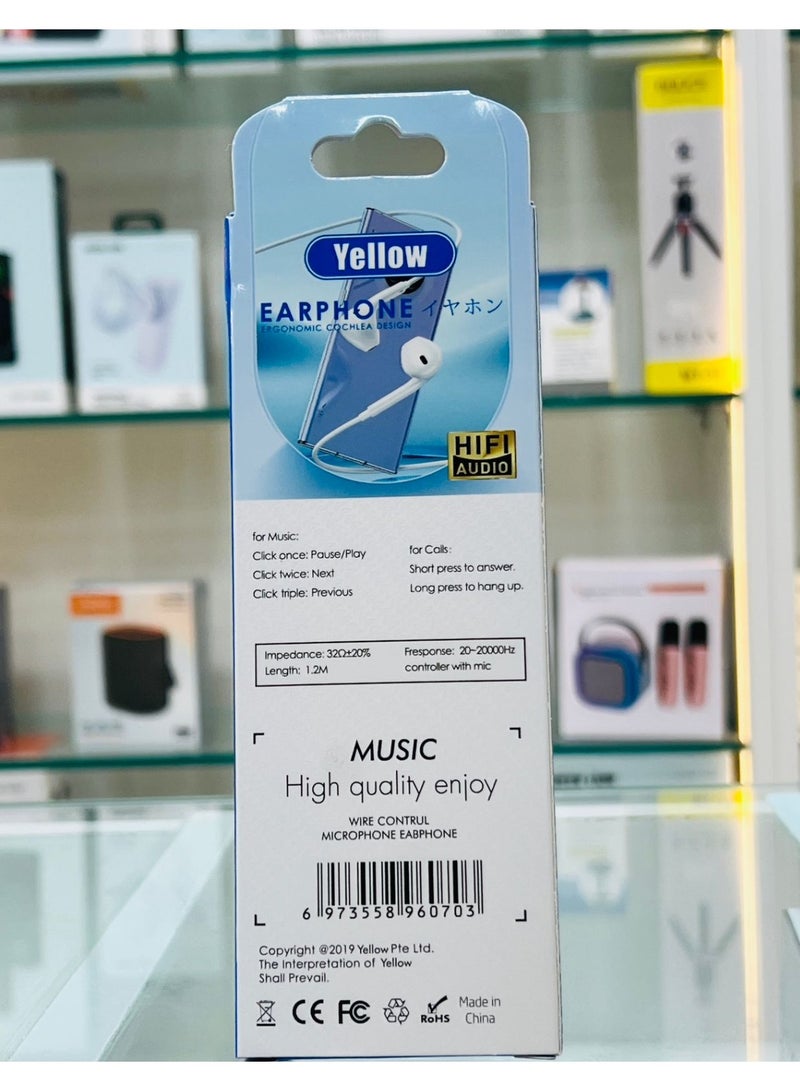 Yellow
EARPHONE イヤホン
ERGONOMIC COCHLEA DESIGN
HIFI
AUDIO
for Music:
Click once: Pause/Play
Click twice: Next
Click triple: Previous
for Calls:
Short press to answer.
Long press to hang up.
Impedance: 32Ω±20%
Length: 1.2M
Fresponse: 20~20000Hz
controller with mic
MUSIC
High quality enjoy
WIRE CONTRUL
MICROPHONE EABPHONE
6 973558 960703
Copyright @2019 Yellow Pte Ltd.
The Interpretation of Yellow
Shall Prevail.
CE FC RoHS
Made in
China